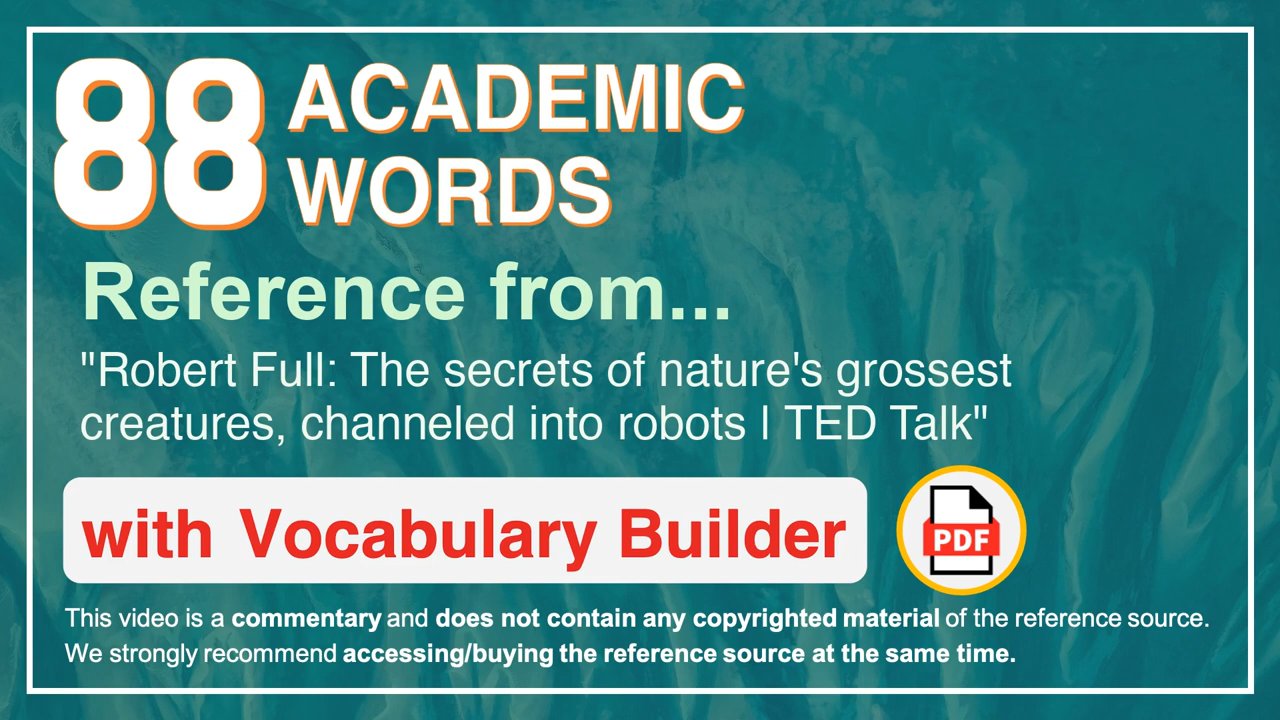 88 ACADEMIC
WORDS
Reference from...
"Robert Full: The secrets of nature's grossest
creatures, channeled into robots | TED Talk"
with Vocabulary Builder
PDF
This video is a commentary and does not contain any copyrighted material of the reference source.
We strongly recommend accessing/buying the reference source at the same time.